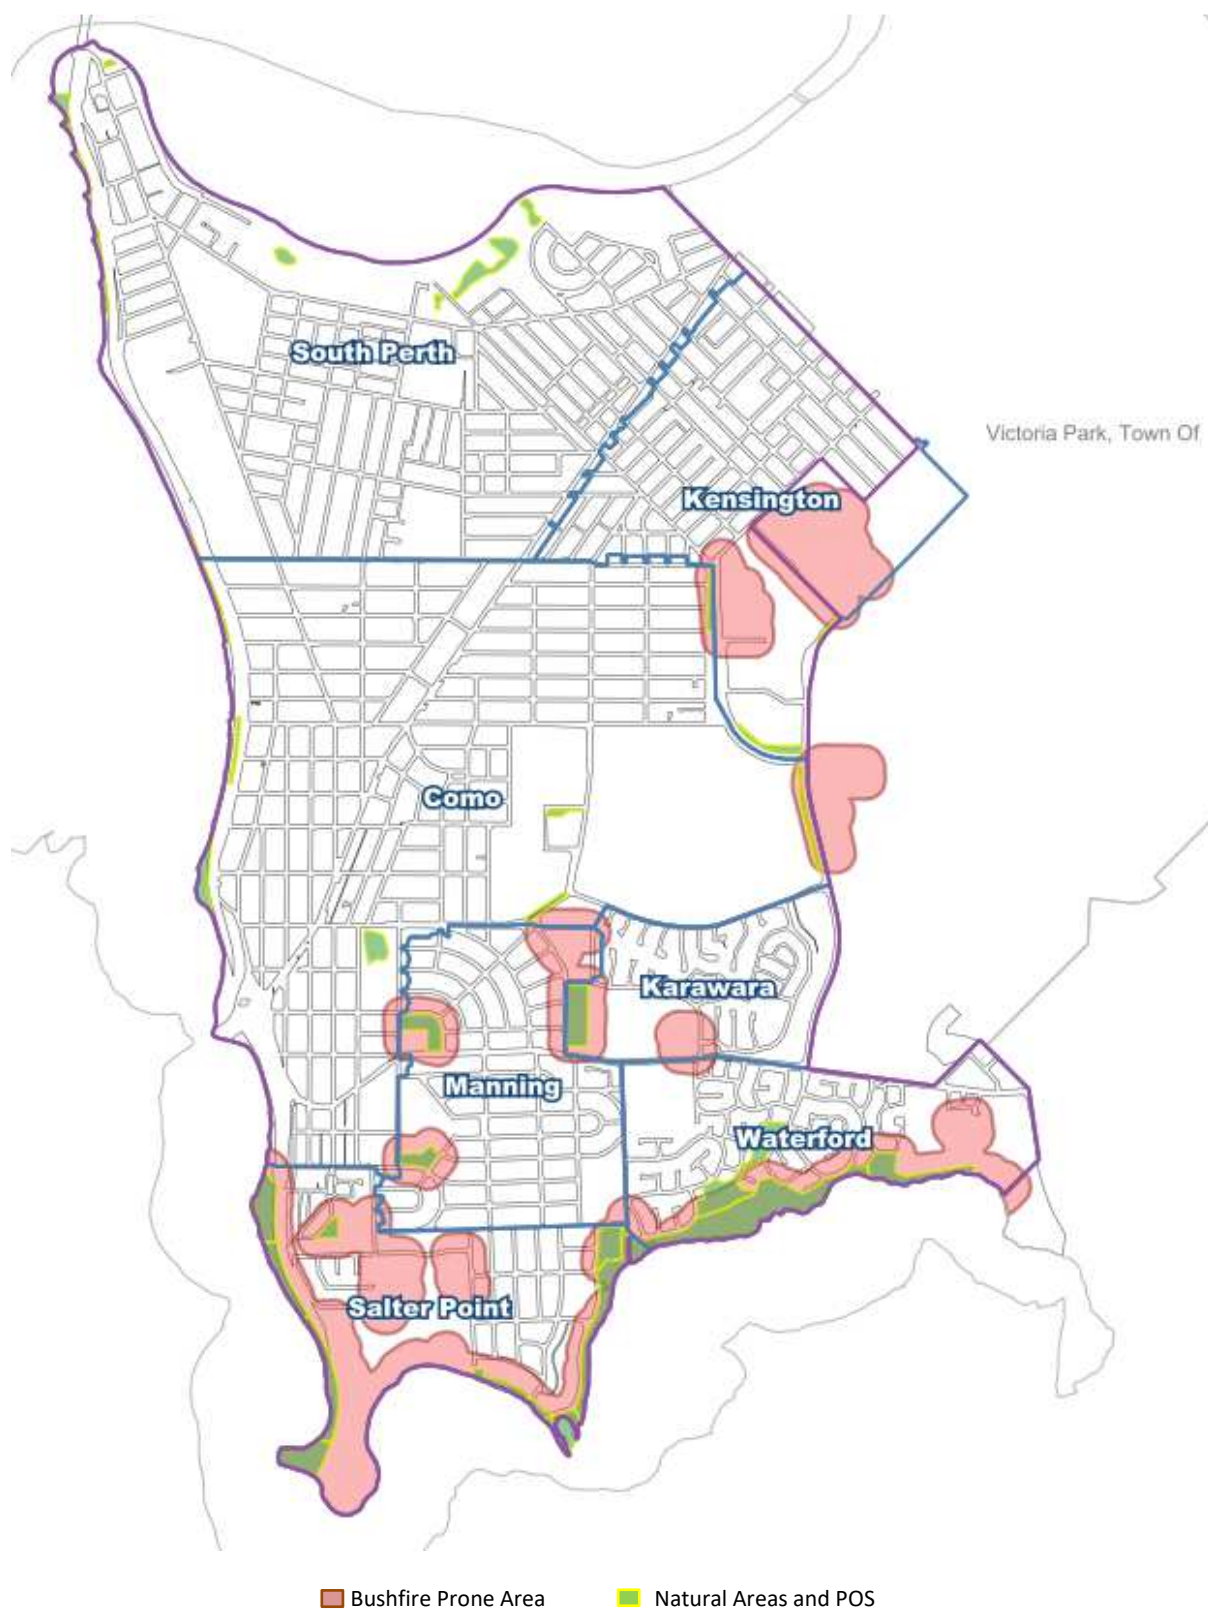 South Perth
Victoria Park, Town Of
Kensington
Como
Karawara
Manning
Waterford
Salter Point
Bushfire Prone Area
Natural Areas and POS